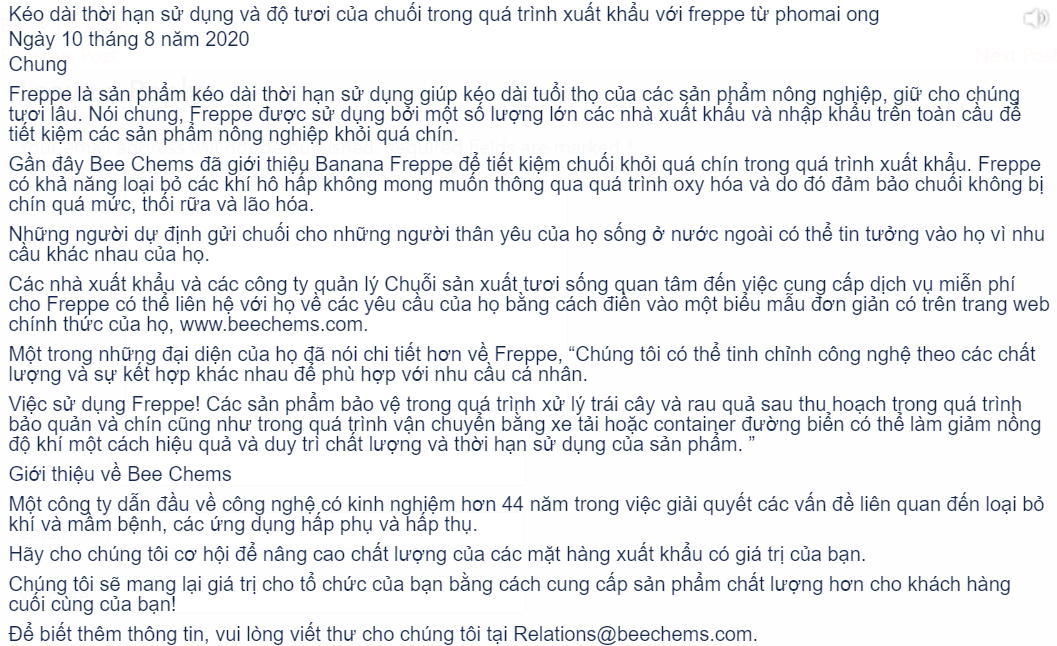 Kéo dài thời hạn sử dụng và độ tươi của chuối trong quá trình xuất khẩu với freppe từ phomai ong
Ngày 10 tháng 8 năm 2020
Chung
Freppe là sản phẩm kéo dài thời hạn sử dụng giúp kéo dài tuổi thọ của các sản phẩm nông nghiệp, giữ cho chúng
tươi lâu. Nói chung, Freppe được sử dụng bởi một số lượng lớn các nhà xuất khẩu và nhập khẩu trên toàn cầu để
tiết kiệm các sản phẩm nông nghiệp khỏi quá chín.
Gần đây Bee Chems đã giới thiệu Banana Freppe để tiết kiệm chuối khỏi quá chín trong quá trình xuất khẩu. Freppe
có khả năng loại bỏ các khí hô hấp không mong muốn thông qua quá trình oxy hóa và do đó đảm bảo chuối không bị
chín quá mức, thối rữa và lão hóa.
Những người dự định gửi chuối cho những người thân yêu của họ sống ở nước ngoài có thể tin tưởng vào họ vì nhu
cầu khác nhau của họ.
Các nhà xuất khẩu và các công ty quản lý Chuỗi sản xuất tươi sống quan tâm đến việc cung cấp dịch vụ miễn phí
cho Freppe có thể liên hệ với họ về các yêu cầu của họ bằng cách điền vào một biểu mẫu đơn giản có trên trang web
chính thức của họ, www.beechems.com.
Một trong những đại diện của họ đã nói chi tiết hơn về Freppe, “Chúng tôi có thể tinh chỉnh công nghệ theo các chất
lượng và sự kết hợp khác nhau để phù hợp với nhu cầu cá nhân.
Việc sử dụng Freppe! Các sản phẩm bảo vệ trong quá trình xử lý trái cây và rau quả sau thu hoạch trong quá trình
bảo quản và chín cũng như trong quá trình vận chuyển bằng xe tải hoặc container đường biển có thể làm giảm nồng
độ khí một cách hiệu quả và duy trì chất lượng và thời hạn sử dụng của sản phẩm. ”
Giới thiệu về Bee Chems
Một công ty dẫn đầu về công nghệ có kinh nghiệm hơn 44 năm trong việc giải quyết các vấn đề liên quan đến loại bỏ
khí và mầm bệnh, các ứng dụng hấp phụ và hấp thụ.
Hãy cho chúng tôi cơ hội để nâng cao chất lượng của các mặt hàng xuất khẩu có giá trị của bạn.
Chúng tôi sẽ mang lại giá trị cho tổ chức của bạn bằng cách cung cấp sản phẩm chất lượng hơn cho khách hàng
cuối cùng của bạn!
Để biết thêm thông tin, vui lòng viết thư cho chúng tôi tại Relations@beechems.com.